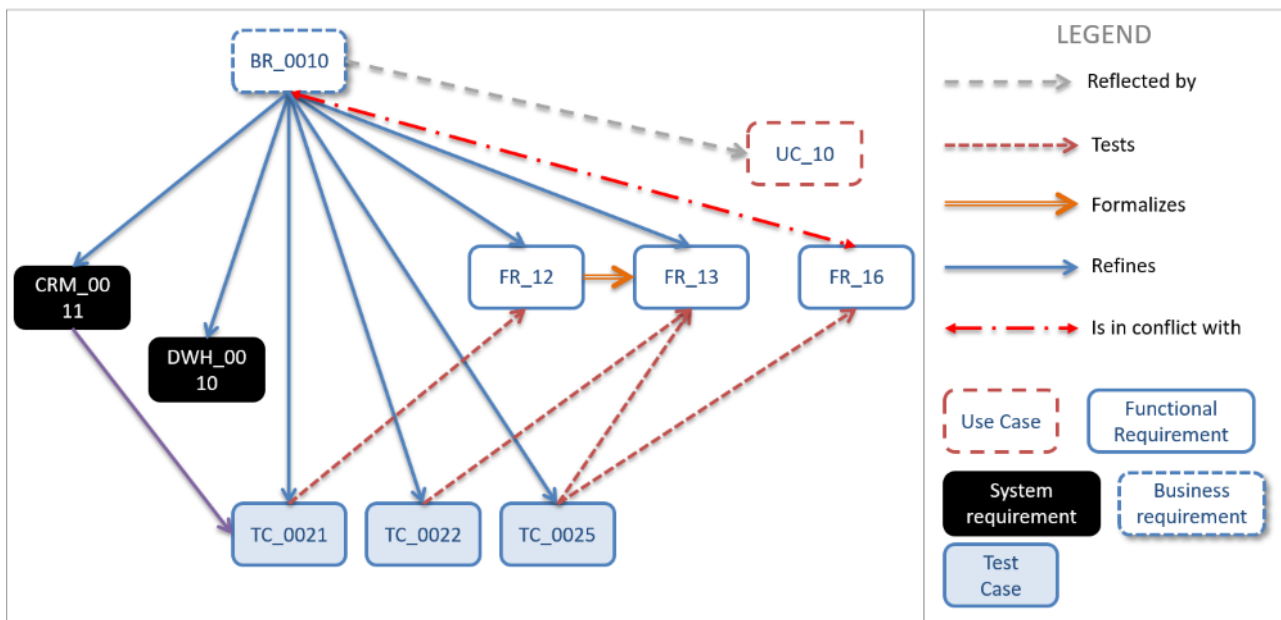 BR_0010
UC_10
CRM_00
11
DWH_00
10
FR_12
FR_13
FR_16
TC_0021
TC_0022
TC_0025
LEGEND
Reflected by
Tests
Formalizes
Refines
Is in conflict with
Use Case
Functional
Requirement
System
requirement
Business
requirement
Test
Case